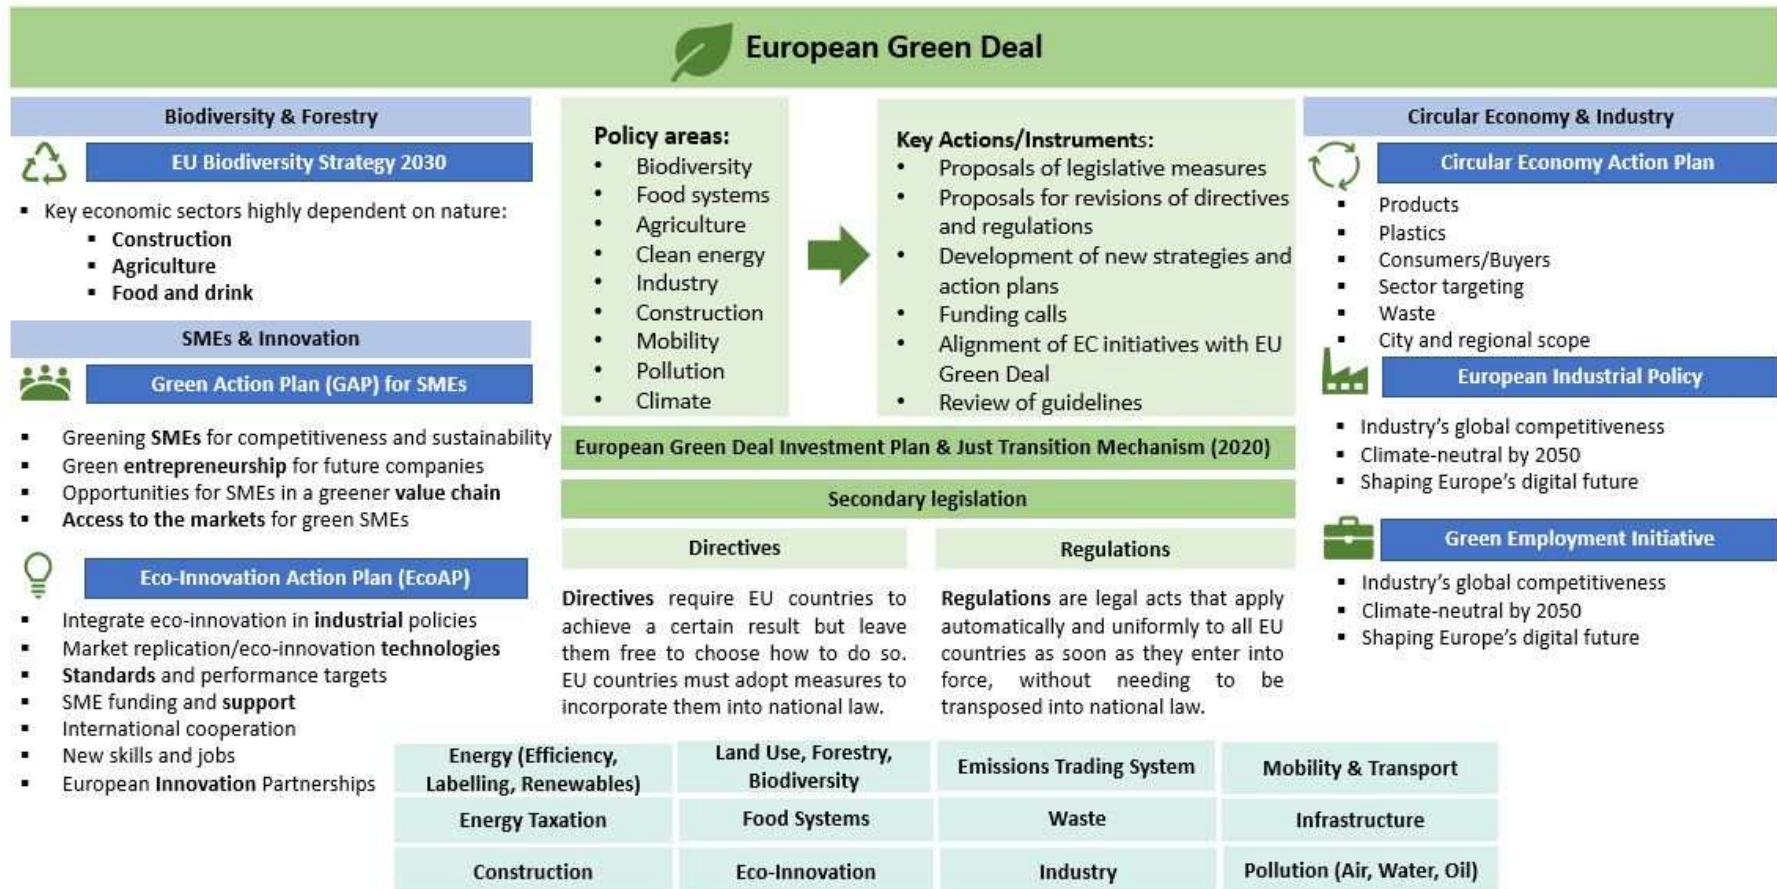 European Green Deal
Biodiversity & Forestry
EU Biodiversity Strategy 2030
▪ Key economic sectors highly dependent on nature:
▪ Construction
▪ Agriculture
▪ Food and drink
SMEs & Innovation
Green Action Plan (GAP) for SMEs
▪ Greening SMEs for competitiveness and sustainability
▪ Green entrepreneurship for future companies
▪ Opportunities for SMEs in a greener value chain
▪ Access to the markets for green SMEs
Eco-Innovation Action Plan (EcoAP)
▪ Integrate eco-innovation in industrial policies
▪ Market replication/eco-innovation technologies
▪ Standards and performance targets
▪ SME funding and support
▪ International cooperation
▪ New skills and jobs
▪ European Innovation Partnerships
Policy areas:
• Biodiversity
• Food systems
• Agriculture
• Clean energy
• Industry
• Construction
• Mobility
• Pollution
• Climate
Key Actions/Instruments:
• Proposals of legislative measures
• Proposals for revisions of directives
and regulations
• Development of new strategies and
action plans
• Funding calls
• Alignment of EC initiatives with EU
Green Deal
• Review of guidelines
European Green Deal Investment Plan & Just Transition Mechanism (2020)
Secondary legislation
Directives
Directives require EU countries to
achieve a certain result but leave
them free to choose how to do so.
EU countries must adopt measures to
incorporate them into national law.
Regulations
Regulations are legal acts that apply
automatically and uniformly to all EU
countries as soon as they enter into
force, without needing to be
transposed into national law.
Circular Economy & Industry
Circular Economy Action Plan
▪ Products
▪ Plastics
▪ Consumers/Buyers
▪ Sector targeting
▪ Waste
▪ City and regional scope
European Industrial Policy
▪ Industry's global competitiveness
▪ Climate-neutral by 2050
▪ Shaping Europe's digital future
Green Employment Initiative
▪ Industry's global competitiveness
▪ Climate-neutral by 2050
▪ Shaping Europe's digital future
Energy (Efficiency,
Labelling, Renewables)
Land Use, Forestry,
Biodiversity
Emissions Trading System
Mobility & Transport
Energy Taxation
Food Systems
Waste
Infrastructure
Construction
Eco-Innovation
Industry
Pollution (Air, Water, Oil)